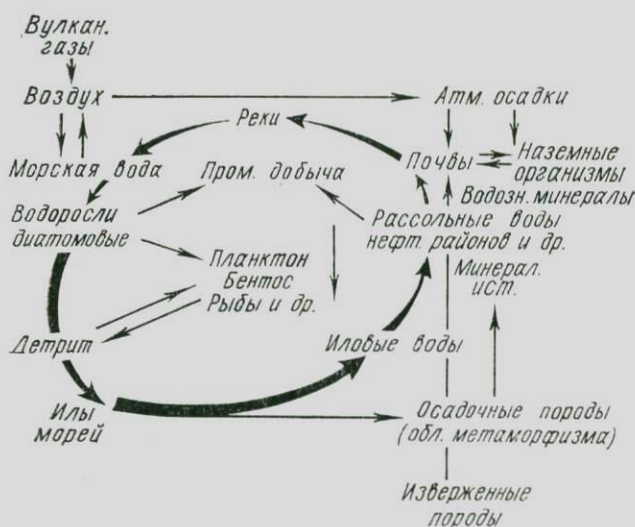 Вулкан.
газы
Воздух
Атм. осадки
Реки
Почвы
Наземные
организмы
Морская вода
Пром. добыча
Водозн. минералы
Водоросли
диатомовые
Рассольные воды
нефт. районов и др.
Планктон
Бентос
Рыбы и др.
Минерал.
ист.
Детрит
Иловые воды
Илы
морей
Осадочные породы
(обл. метаморфизма)
Изверженные
породы